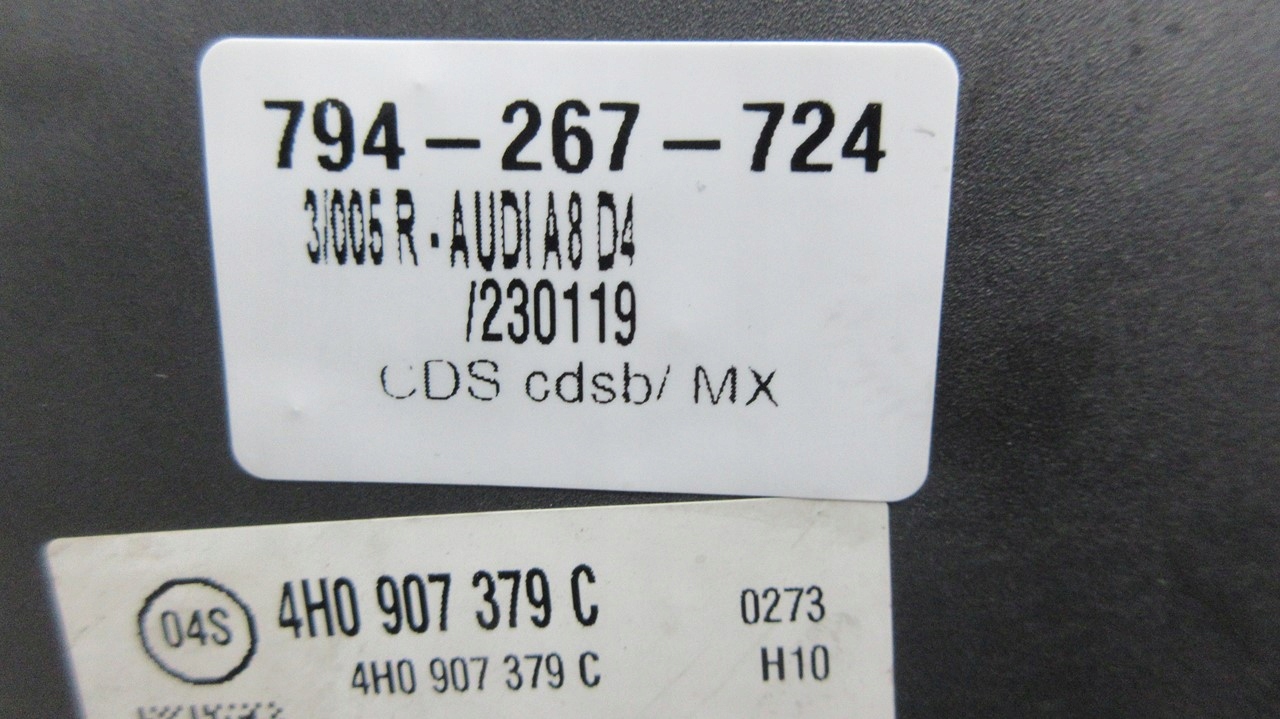 794-267-724
3/005 R - AUDI A8 D4
/230119
CDS cdsb/ MX
04S 4H0 907 379 C 0273
4H0 907 379 C H10